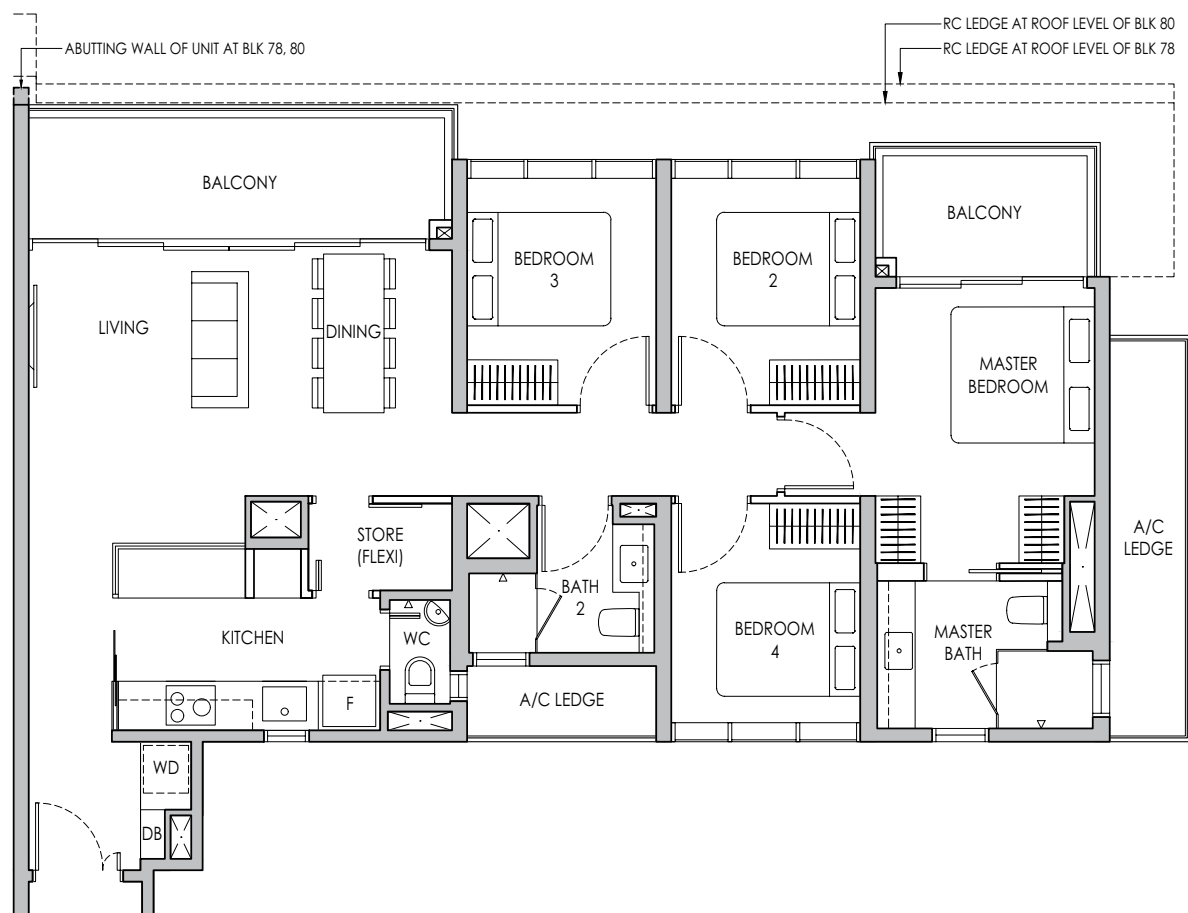 RC LEDGE AT ROOF LEVEL OF BLK 80
ABUTTING WALL OF UNIT AT BLK 78, 80
RC LEDGE AT ROOF LEVEL OF BLK 78
BALCONY
BALCONY
BEDROOM
3
BEDROOM
2
LIVING
DINING
MASTER
BEDROOM
STORE
(FLEXI)
A/C
LEDGE
BATH
2
KITCHEN
WC
BEDROOM
4
MASTER
BATH
F
A/C LEDGE
WD
DB